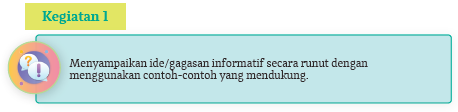 Kegiatan 1
Menyampaikan ide/gagasan informatif secara runut dengan
menggunakan contoh-contoh yang mendukung.